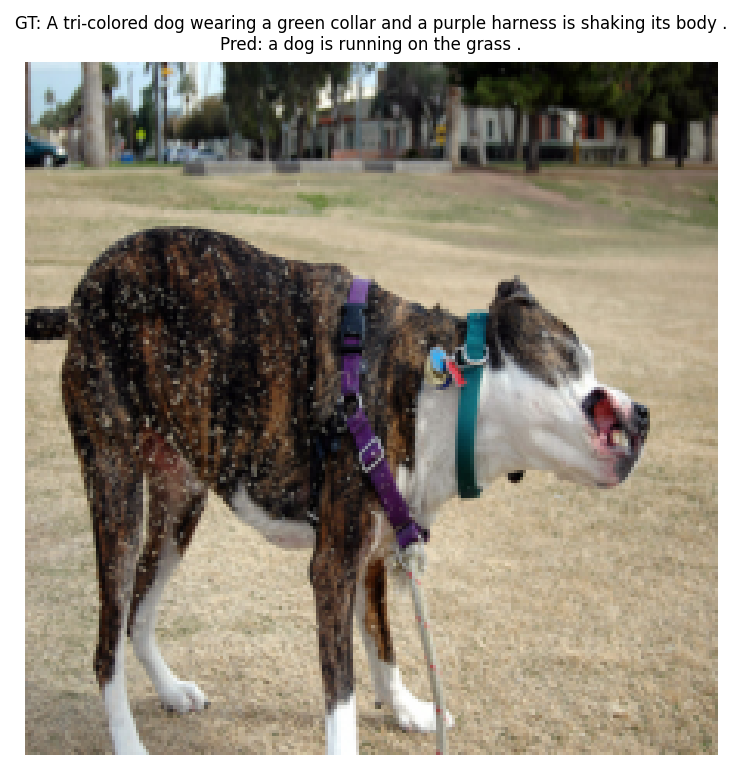 GT: A tri-colored dog wearing a green collar and a purple harness is shaking its body .
Pred: a dog is running on the grass .